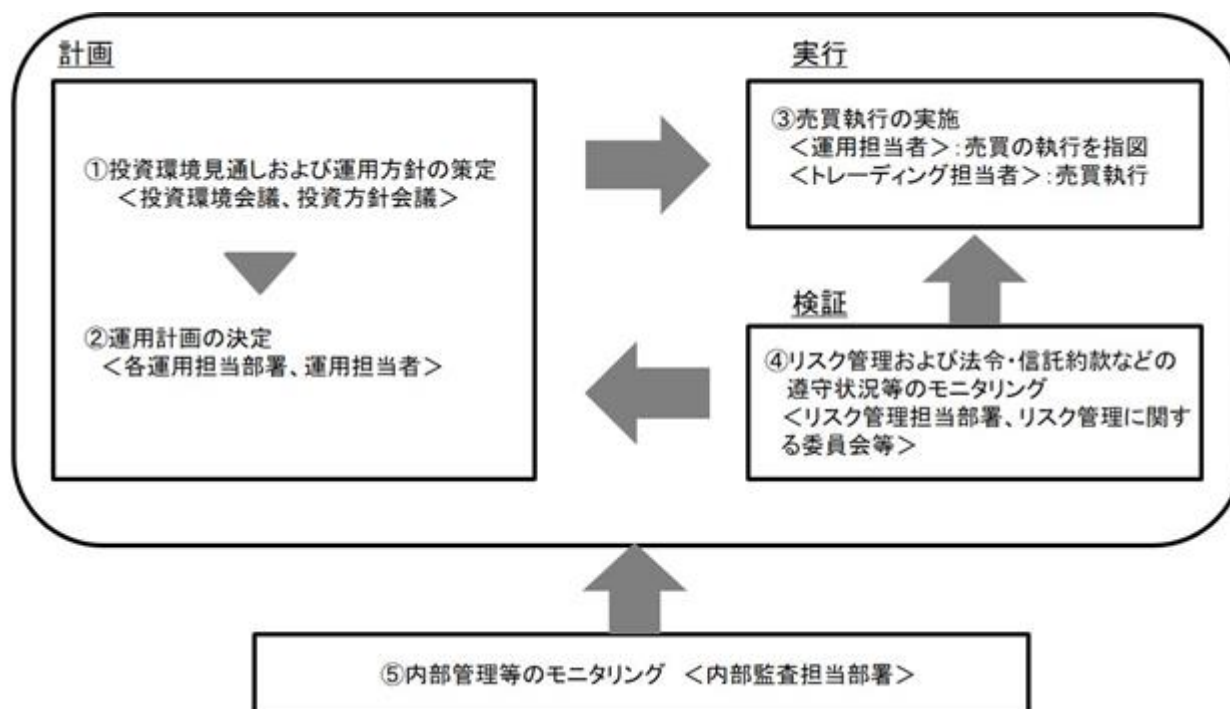 計画
①投資環境見通しおよび運用方針の策定
＜投資環境会議、投資方針会議＞
②運用計画の決定
＜各運用担当部署、運用担当者＞
実行
③売買執行の実施
＜運用担当者＞：売買の執行を指図
＜トレーディング担当者＞：売買執行
検証
④リスク管理および法令・信託約款などの
遵守状況等のモニタリング
＜リスク管理担当部署、リスク管理に関す
る委員会等＞
⑤内部管理等のモニタリング　＜内部監査担当部署＞